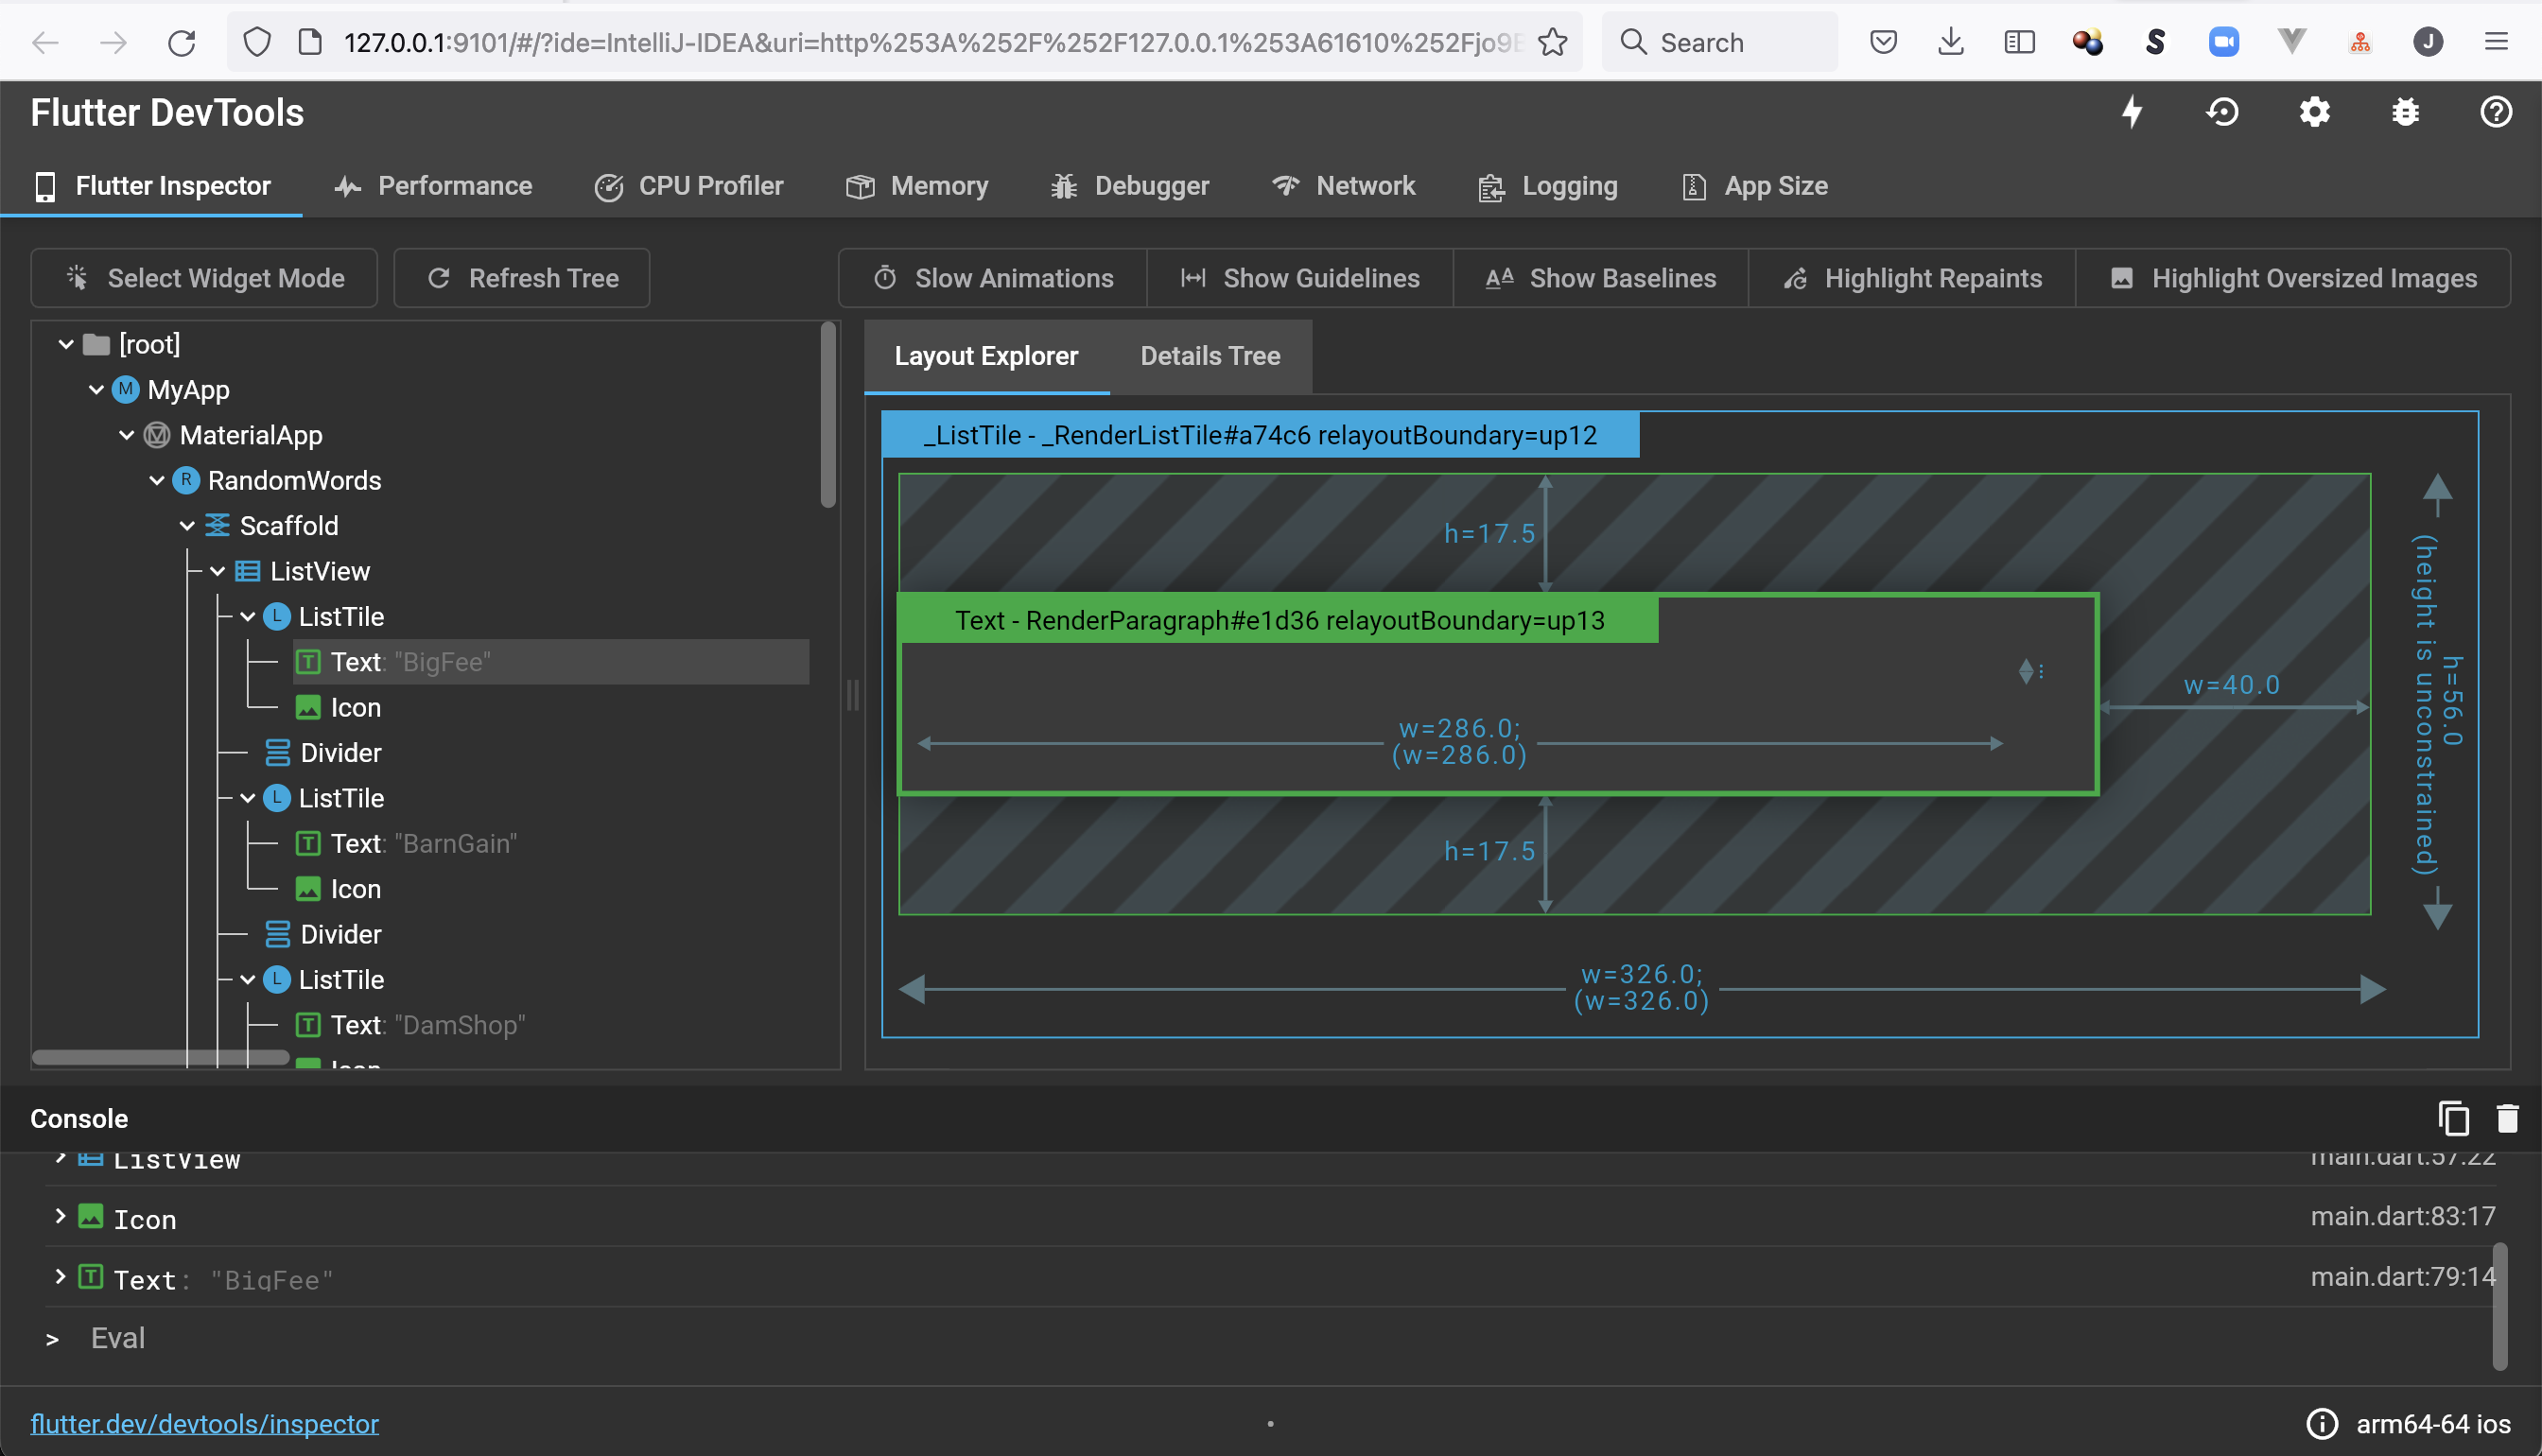 127.0.0.1:9101/#/?ide=IntelliJ-IDEA&uri=http%253A%252F%252F127.0.0.1%253A61610%252Fjo9E
Search
S
J
Flutter DevTools
Flutter Inspector
Performance
CPU Profiler
Memory
Debugger
Network
Logging
App Size
Select Widget Mode
Refresh Tree
Slow Animations
Show Guidelines
Show Baselines
Highlight Repaints
Highlight Oversized Images
[root]
M MyApp
MaterialApp
R RandomWords
Scaffold
ListView
L ListTile
T Text: "BigFee"
Icon
Divider
L ListTile
T Text: "BarnGain"
Icon
Divider
L ListTile
T Text: "DamShop"
Icon
Layout Explorer
Details Tree
_ListTile - _RenderListTile#a74c6 relayoutBoundary=up12
h=17.5
Text - RenderParagraph#e1d36 relayoutBoundary=up13
w=286.0;
(w=286.0)
w=40.0
h=17.5
h=56.0
(height is unconstrained)
w=326.0;
(w=326.0)
Console
ListView main.dart:57:22
Icon main.dart:83:17
T Text: "BigFee" main.dart:79:14
> Eval
flutter.dev/devtools/inspector
arm64-64 ios